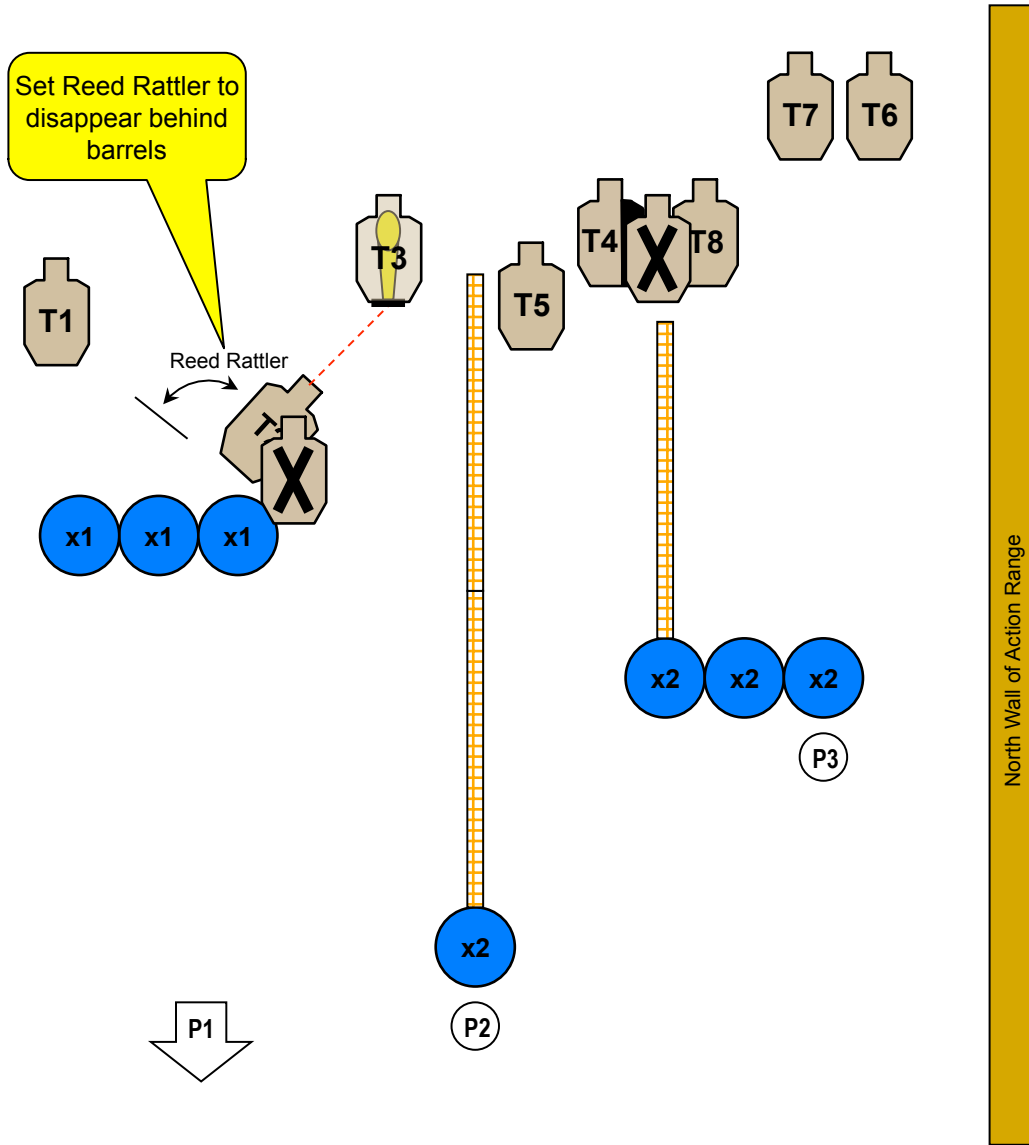 Set Reed Rattler to
disappear behind
barrels
T7
T6
T3
T4
X
T8
T5
T1
Reed Rattler
X
x1
x1
x1
x2
x2
x2
P3
x2
P1
P2
North Wall of Action Range